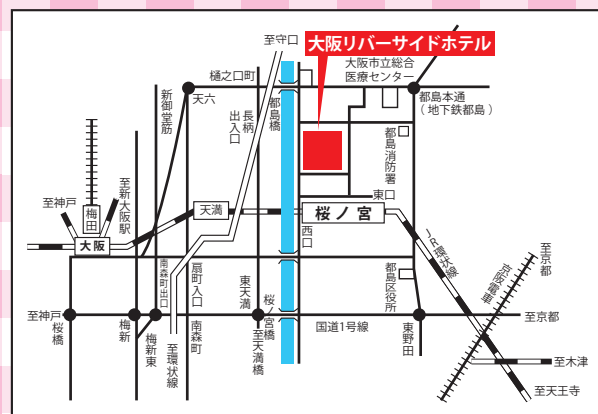 至守口
大阪リバーサイドホテル
大阪市立総合
医療センター
樋之口町
天六
新御堂筋
長柄
出入口
都島橋
都島本通
(地下鉄都島)
都島消防署
東口
至神戸
梅田
至新大阪駅
天満
桜ノ宮
大阪
西口
JR環状線
京阪電車
至京都
南森町出口
扇町入口
東天満
桜ノ宮橋
都島区役所
至神戸
桜橋
梅新
梅新東
至環状線
南森町
至天満橋
国道1号線
東野田
至京都
至木津
至天王寺